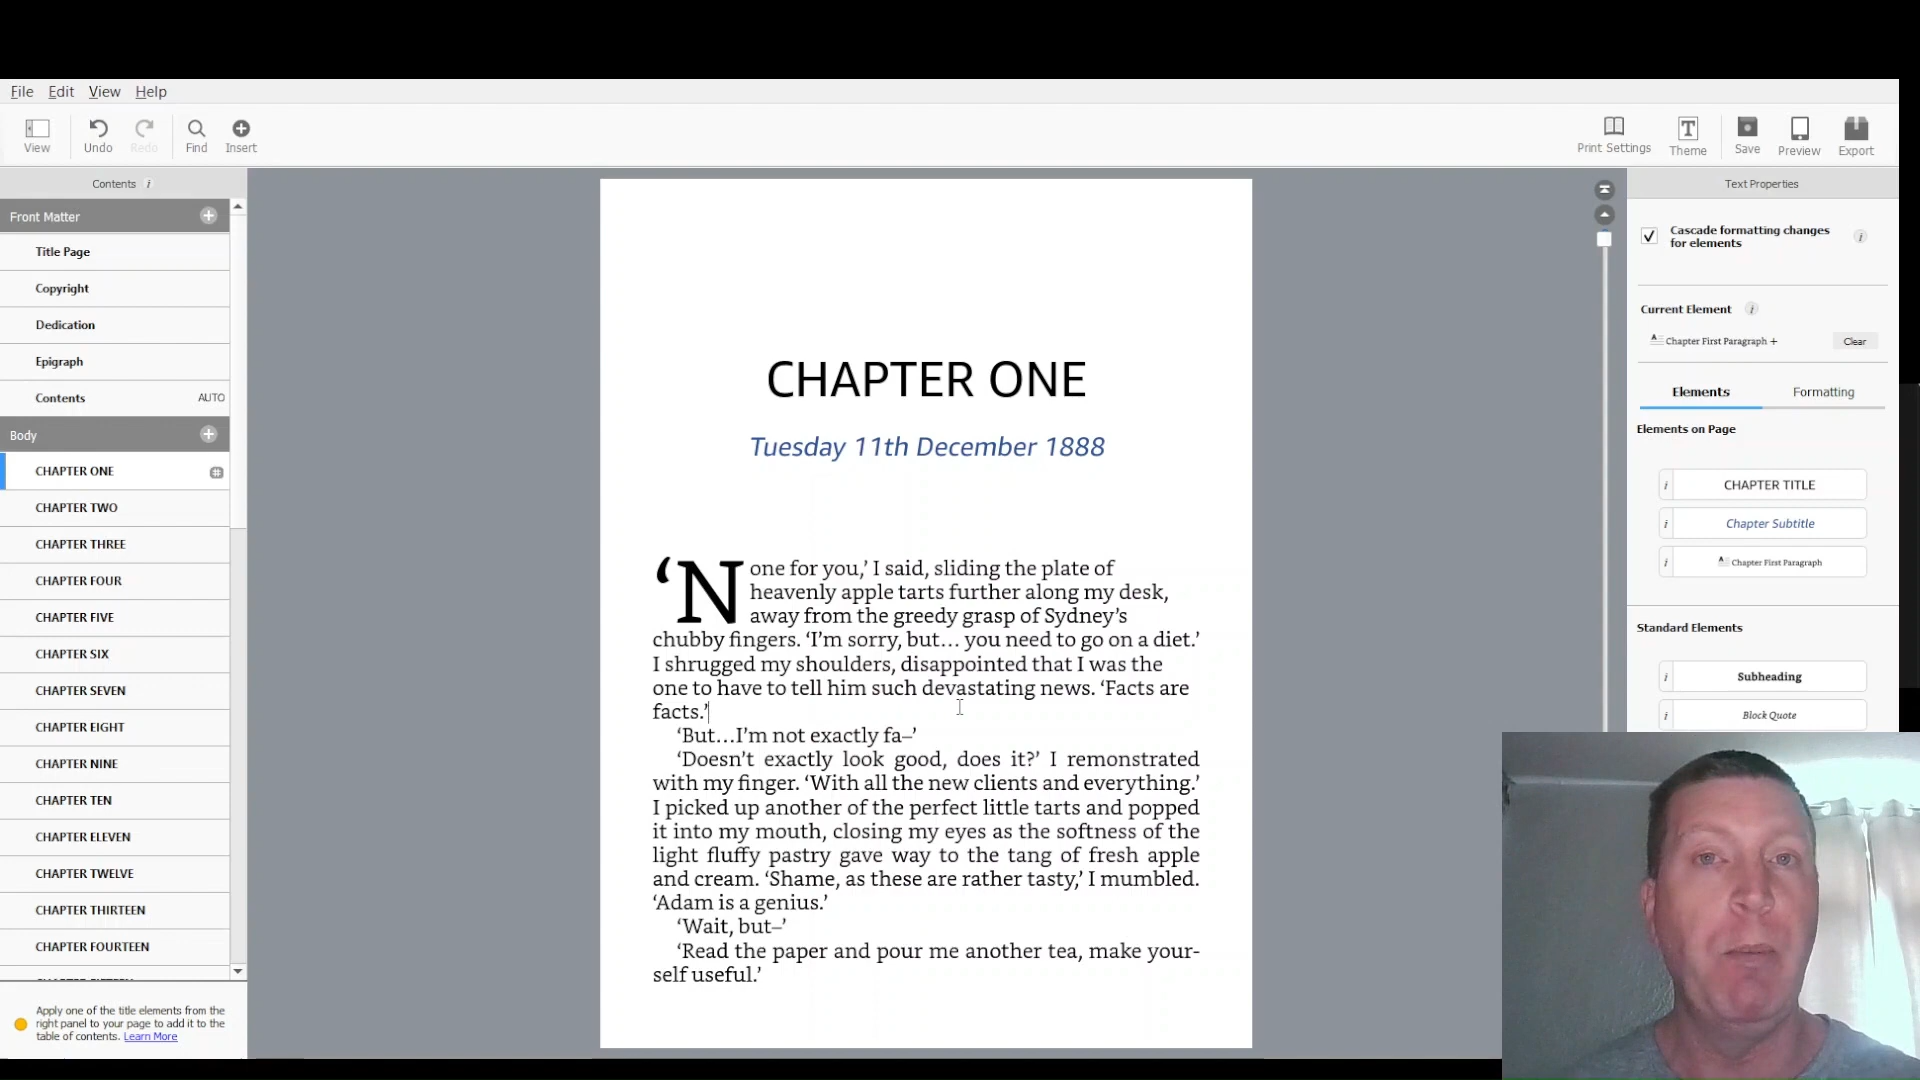 File Edit View Help
View Undo Redo Find Insert Print Settings Theme Save Preview Export
Contents i
Text Properties
Front Matter
Title Page
Copyright
Dedication
Epigraph
Contents AUTO
Body
CHAPTER ONE
CHAPTER TWO
CHAPTER THREE
CHAPTER FOUR
CHAPTER FIVE
CHAPTER SIX
CHAPTER SEVEN
CHAPTER EIGHT
CHAPTER NINE
CHAPTER TEN
CHAPTER ELEVEN
CHAPTER TWELVE
CHAPTER THIRTEEN
CHAPTER FOURTEEN
Apply one of the title elements from the
right panel to your page to add it to the
table of contents. Learn More
CHAPTER ONE
Tuesday 11th December 1888
‘None for you,’ I said, sliding the plate of
heavenly apple tarts further along my desk,
away from the greedy grasp of Sydney’s
chubby fingers. ‘I’m sorry, but… you need to go on a diet.’
I shrugged my shoulders, disappointed that I was the
one to have to tell him such devastating news. ‘Facts are
facts.’
‘But…I’m not exactly fa–’
‘Doesn’t exactly look good, does it?’ I remonstrated
with my finger. ‘With all the new clients and everything.’
I picked up another of the perfect little tarts and popped
it into my mouth, closing my eyes as the softness of the
light fluffy pastry gave way to the tang of fresh apple
and cream. ‘Shame, as these are rather tasty,’ I mumbled.
‘Adam is a genius.’
‘Wait, but–’
‘Read the paper and pour me another tea, make your-
self useful.’
Cascade formatting changes
for elements i
Current Element i
A Chapter First Paragraph + Clear
Elements Formatting
Elements on Page
i CHAPTER TITLE
i Chapter Subtitle
i A Chapter First Paragraph
Standard Elements
i Subheading
i Block Quote